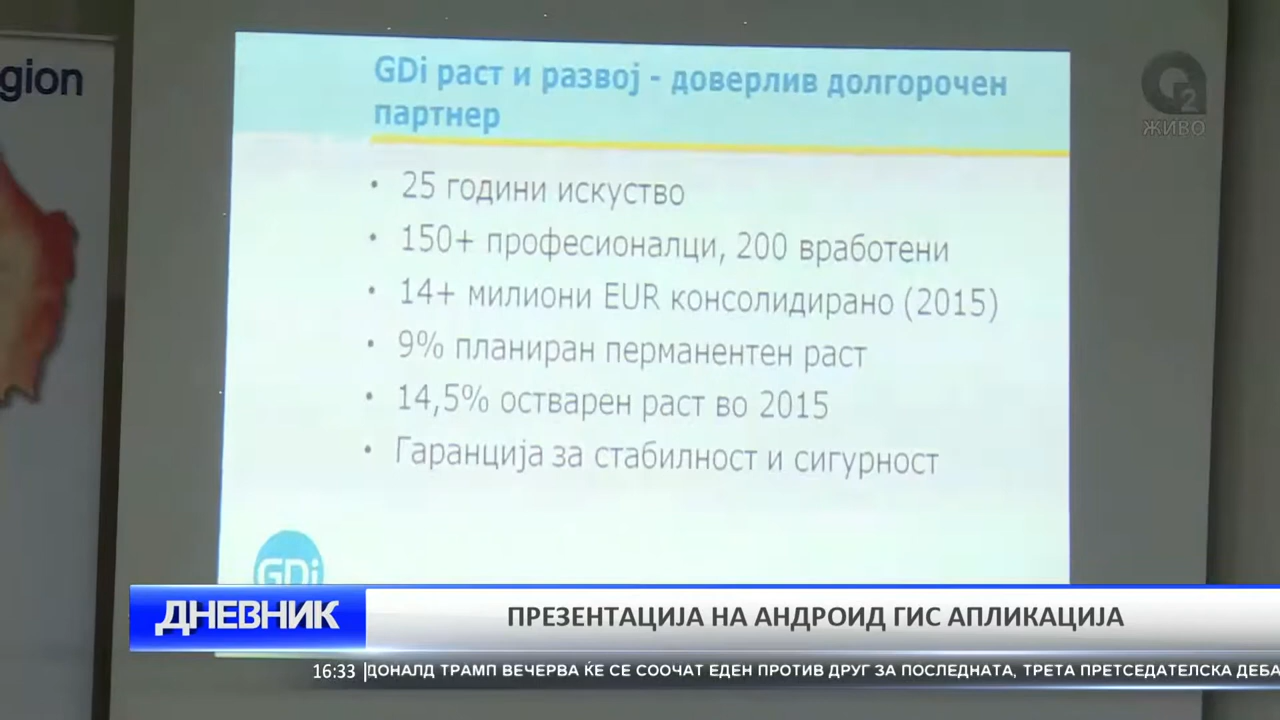 gion
GDi раст и развој - доверлив долгорочен
партнер
• 25 години искуство
• 150+ професионалци, 200 вработени
• 14+ милиони EUR консолидирано (2015)
• 9% планиран перманентен раст
• 14,5% остварен раст во 2015
• Гаранција за стабилност и сигурност
GDi
2
ЖИВО
ДНЕВНИК
ПРЕЗЕНТАЦИЈА НА АНДРОИД ГИС АПЛИКАЦИЈА
16:33 ДОНАЛД ТРАМП ВЕЧЕРВА ЌЕ СЕ СООЧАТ ЕДЕН ПРОТИВ ДРУГ ЗА ПОСЛЕДНАТА, ТРЕТА ПРЕТСЕДАТЕЛСКА ДЕБА